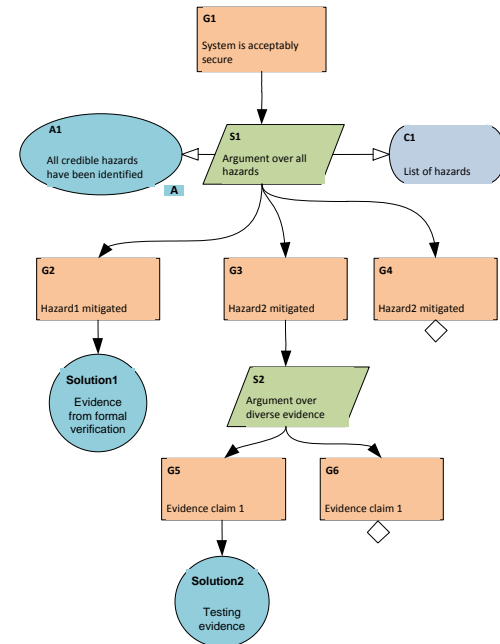 G1
System is acceptably
secure
A1
All credible hazards
have been identified
A
S1
Argument over all
hazards
C1
List of hazards
G2
Hazard1 mitigated
G3
Hazard2 mitigated
G4
Hazard2 mitigated
Solution1
Evidence
from formal
verification
S2
Argument over
diverse evidence
G5
Evidence claim 1
G6
Evidence claim 1
Solution2
Testing
evidence